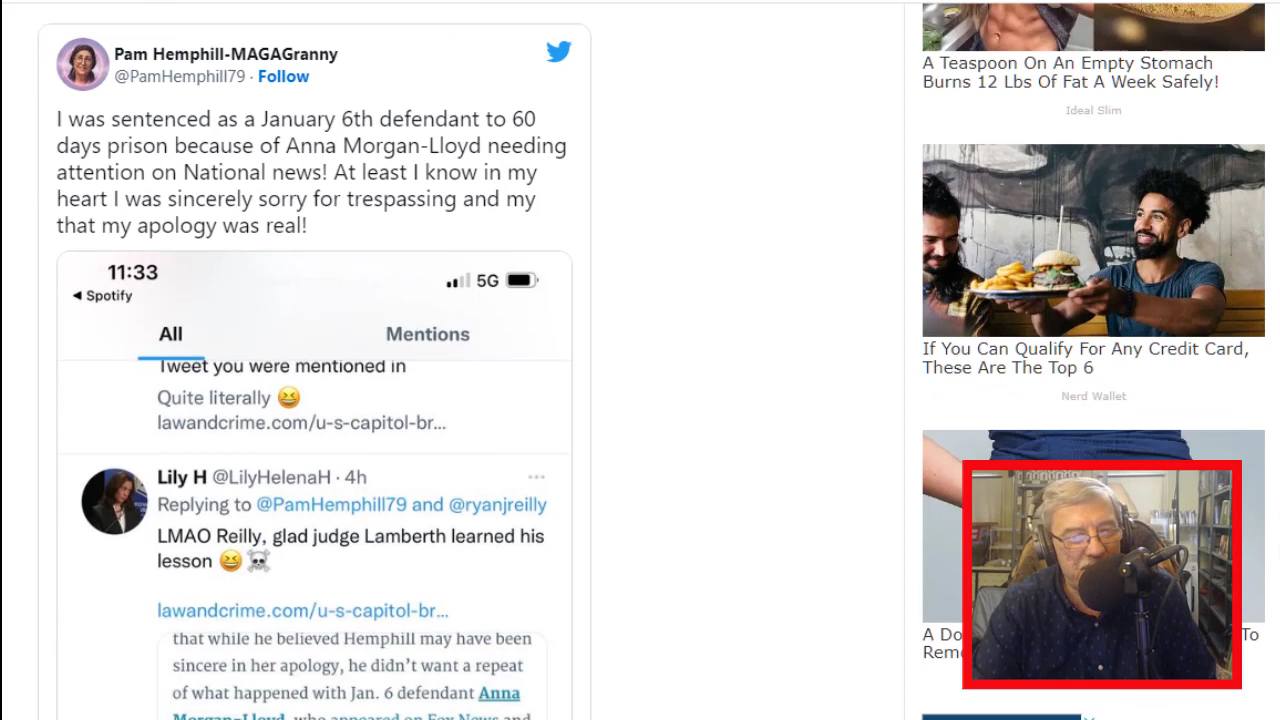 Pam Hemphill-MAGAGranny
@PamHemphill79 · Follow
I was sentenced as a January 6th defendant to 60
days prison because of Anna Morgan-Lloyd needing
attention on National news! At least I know in my
heart I was sincerely sorry for trespassing and my
that my apology was real!
11:33
5G
◄ Spotify
All
Mentions
Tweet you were mentioned in
Quite literally 😆
lawandcrime.com/u-s-capitol-br...
Lily H @LilyHelenaH · 4h
Replying to @PamHemphill79 and @ryanjreilly
LMAO Reilly, glad judge Lamberth learned his
lesson 😆☠️
lawandcrime.com/u-s-capitol-br...
that while he believed Hemphill may have been
sincere in her apology, he didn't want a repeat
of what happened with Jan. 6 defendant Anna
Morgan-Lloyd, who appeared on Fox News and
A Teaspoon On An Empty Stomach
Burns 12 Lbs Of Fat A Week Safely!
Ideal Slim
If You Can Qualify For Any Credit Card,
These Are The Top 6
Nerd Wallet
A Do
To
Reme